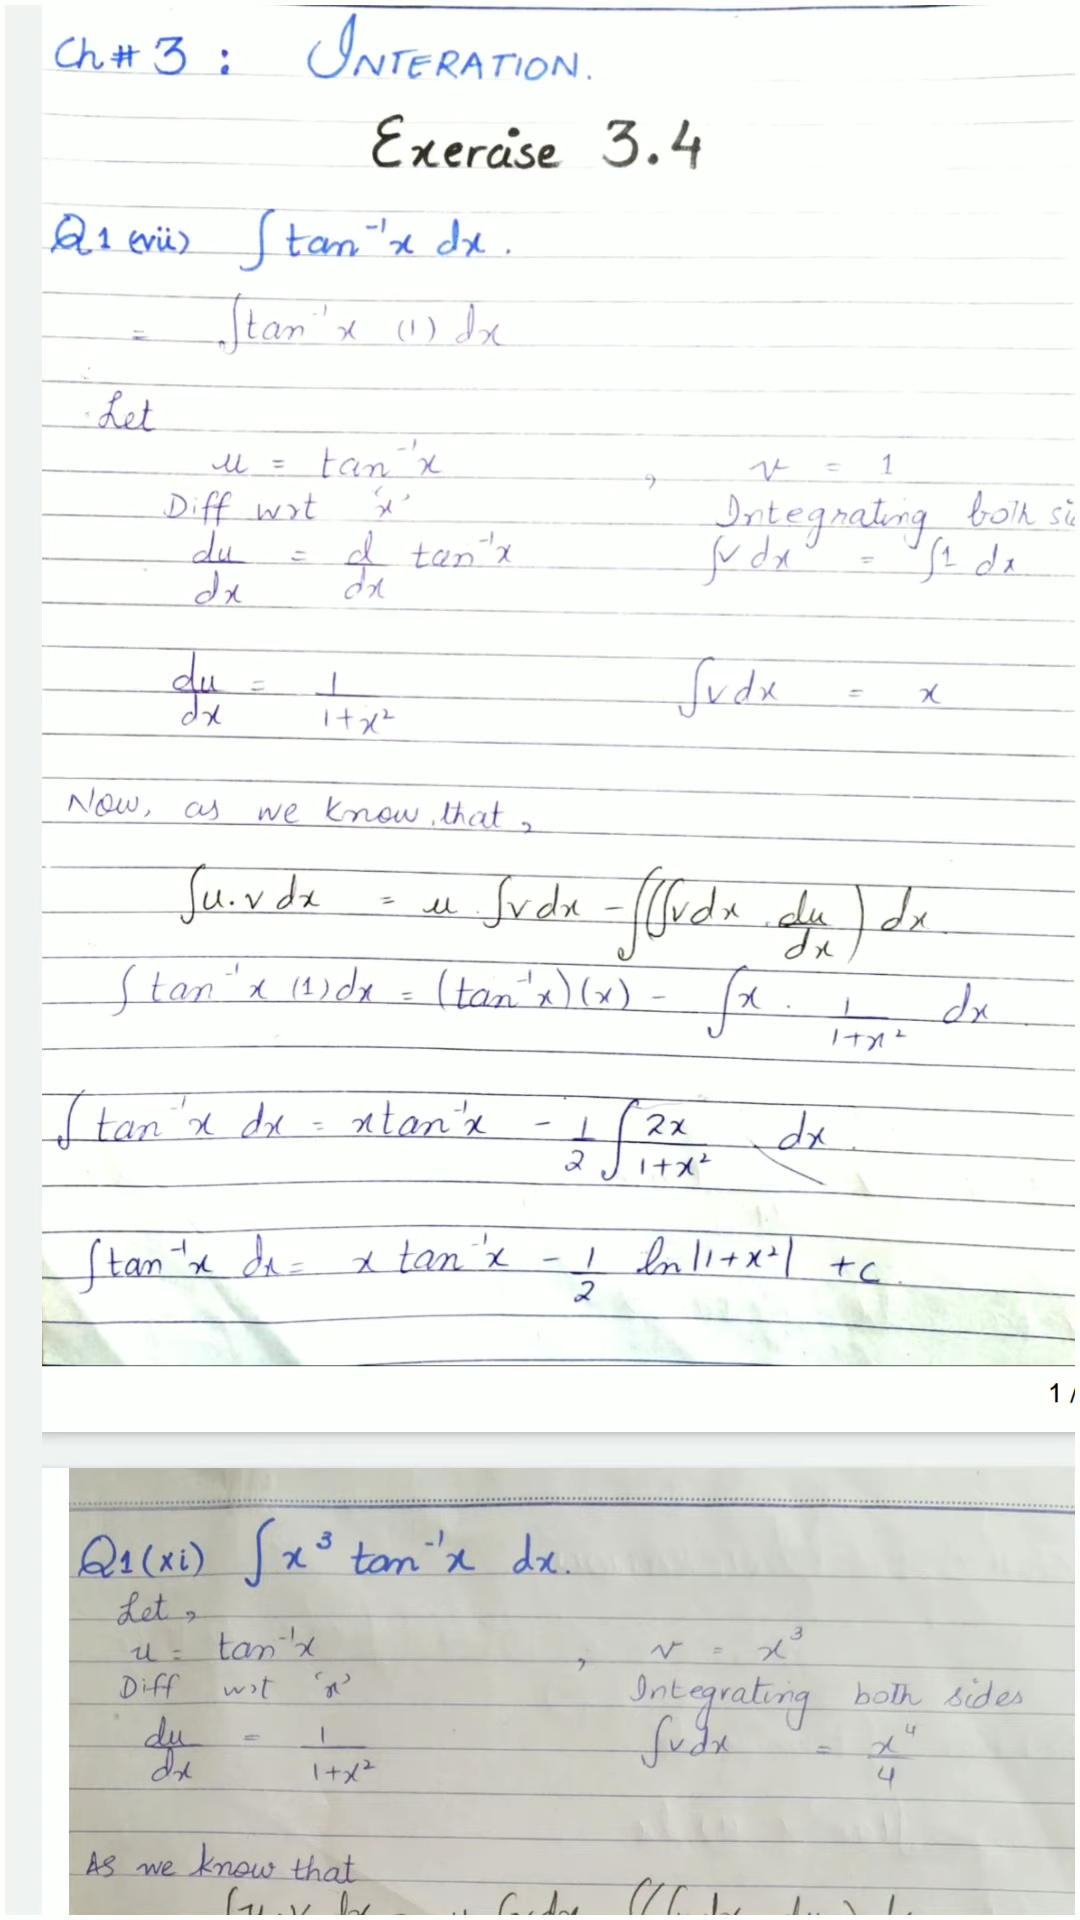 Ch# 3 : INTERATION.
Exercise 3.4
Q1 (vii) ∫ tan⁻¹x dx.
= ∫tan⁻¹x (1) dx
Let
u = tan⁻¹x , v = 1
Diff wrt 'x' Integrating both si
du/dx = d/dx tan⁻¹x ∫v dx = ∫1 dx
du/dx = 1/1+x² ∫v dx = x
Now, as we know that,
∫u.v dx = u.∫v dx - ∫(∫v dx . du/dx) dx.
∫tan⁻¹x (1) dx = (tan⁻¹x)(x) - ∫x . 1/1+x² dx.
∫tan⁻¹x dx = x tan⁻¹x - 1/2 ∫ 2x/1+x² dx.
∫tan⁻¹x dx = x tan⁻¹x - 1/2 ln|1+x²| +c.
1/
Q1(xi) ∫x³ tan⁻¹x dx.
Let,
u = tan⁻¹x , v = x³
Diff wrt 'x' Integrating both sides
du/dx = 1/1+x² ∫v dx = x⁴/4
As we know that